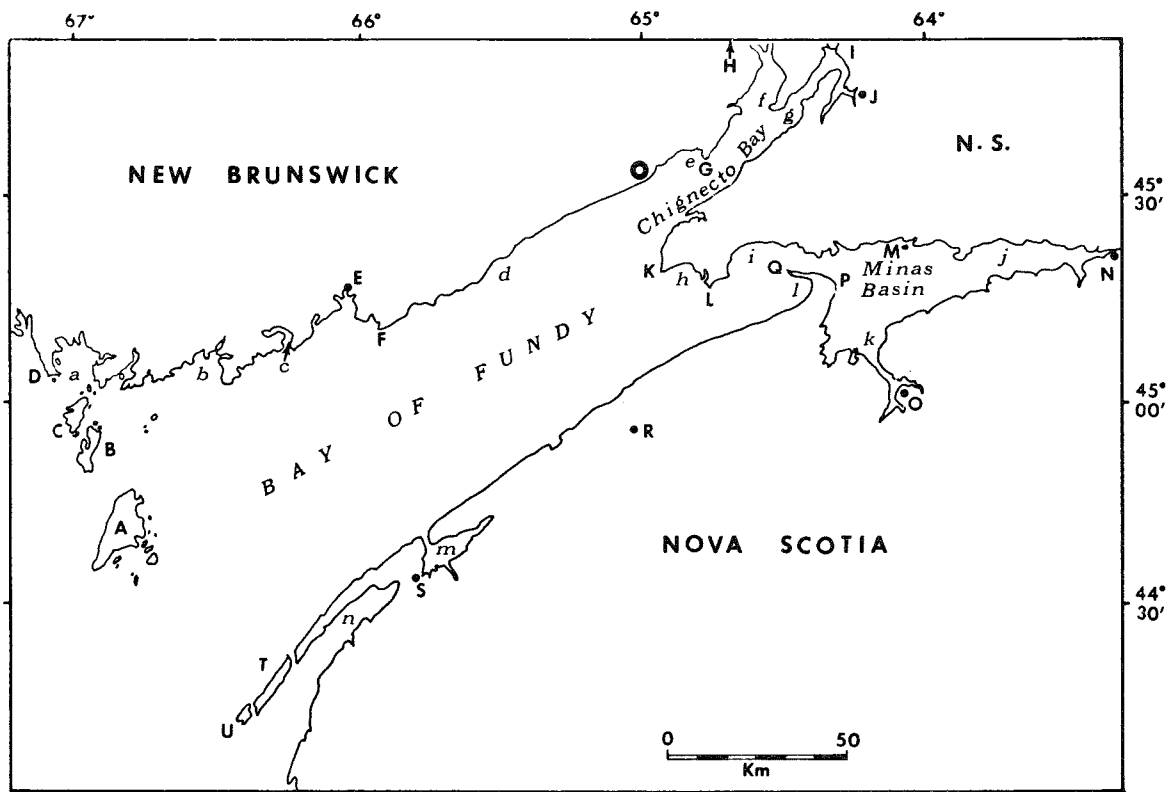 67° 66° 65° 64°
H I
f
J
g
NEW BRUNSWICK
e G
Chignecto Bay
N. S.
45°
30'
K h L i Q l P M
Minas
Basin
j
N
E
d
F
BAY OF FUNDY
D a b c
k
45°
00'
C B
O
R
A
NOVA SCOTIA
m
S
44°
30'
n
T
U
0 50
Km